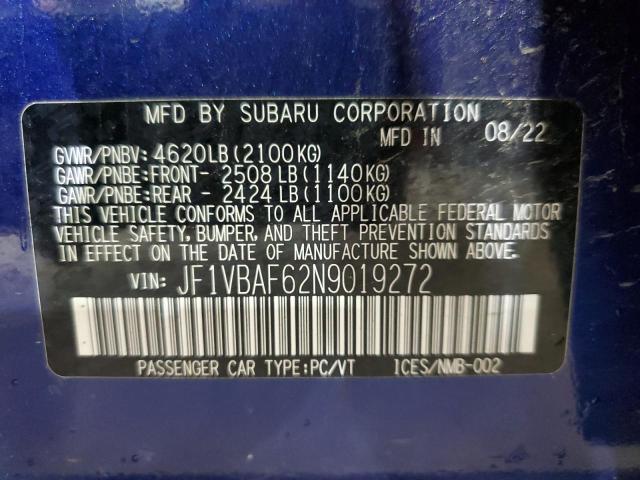 MFD BY SUBARU CORPORATION
MFD IN 08/22
GVWR/PNBV: 4620LB(2100KG)
GAWR/PNBE:FRONT- 2508LB(1140KG)
GAWR/PNBE:REAR - 2424LB(1100KG)
THIS VEHICLE CONFORMS TO ALL APPLICABLE FEDERAL MOTOR
VEHICLE SAFETY, BUMPER, AND THEFT PREVENTION STANDARDS
IN EFFECT ON THE DATE OF MANUFACTURE SHOWN ABOVE.
VIN: JF1VBAF62N9019272
PASSENGER CAR TYPE:PC/VT ICES/NMB-002